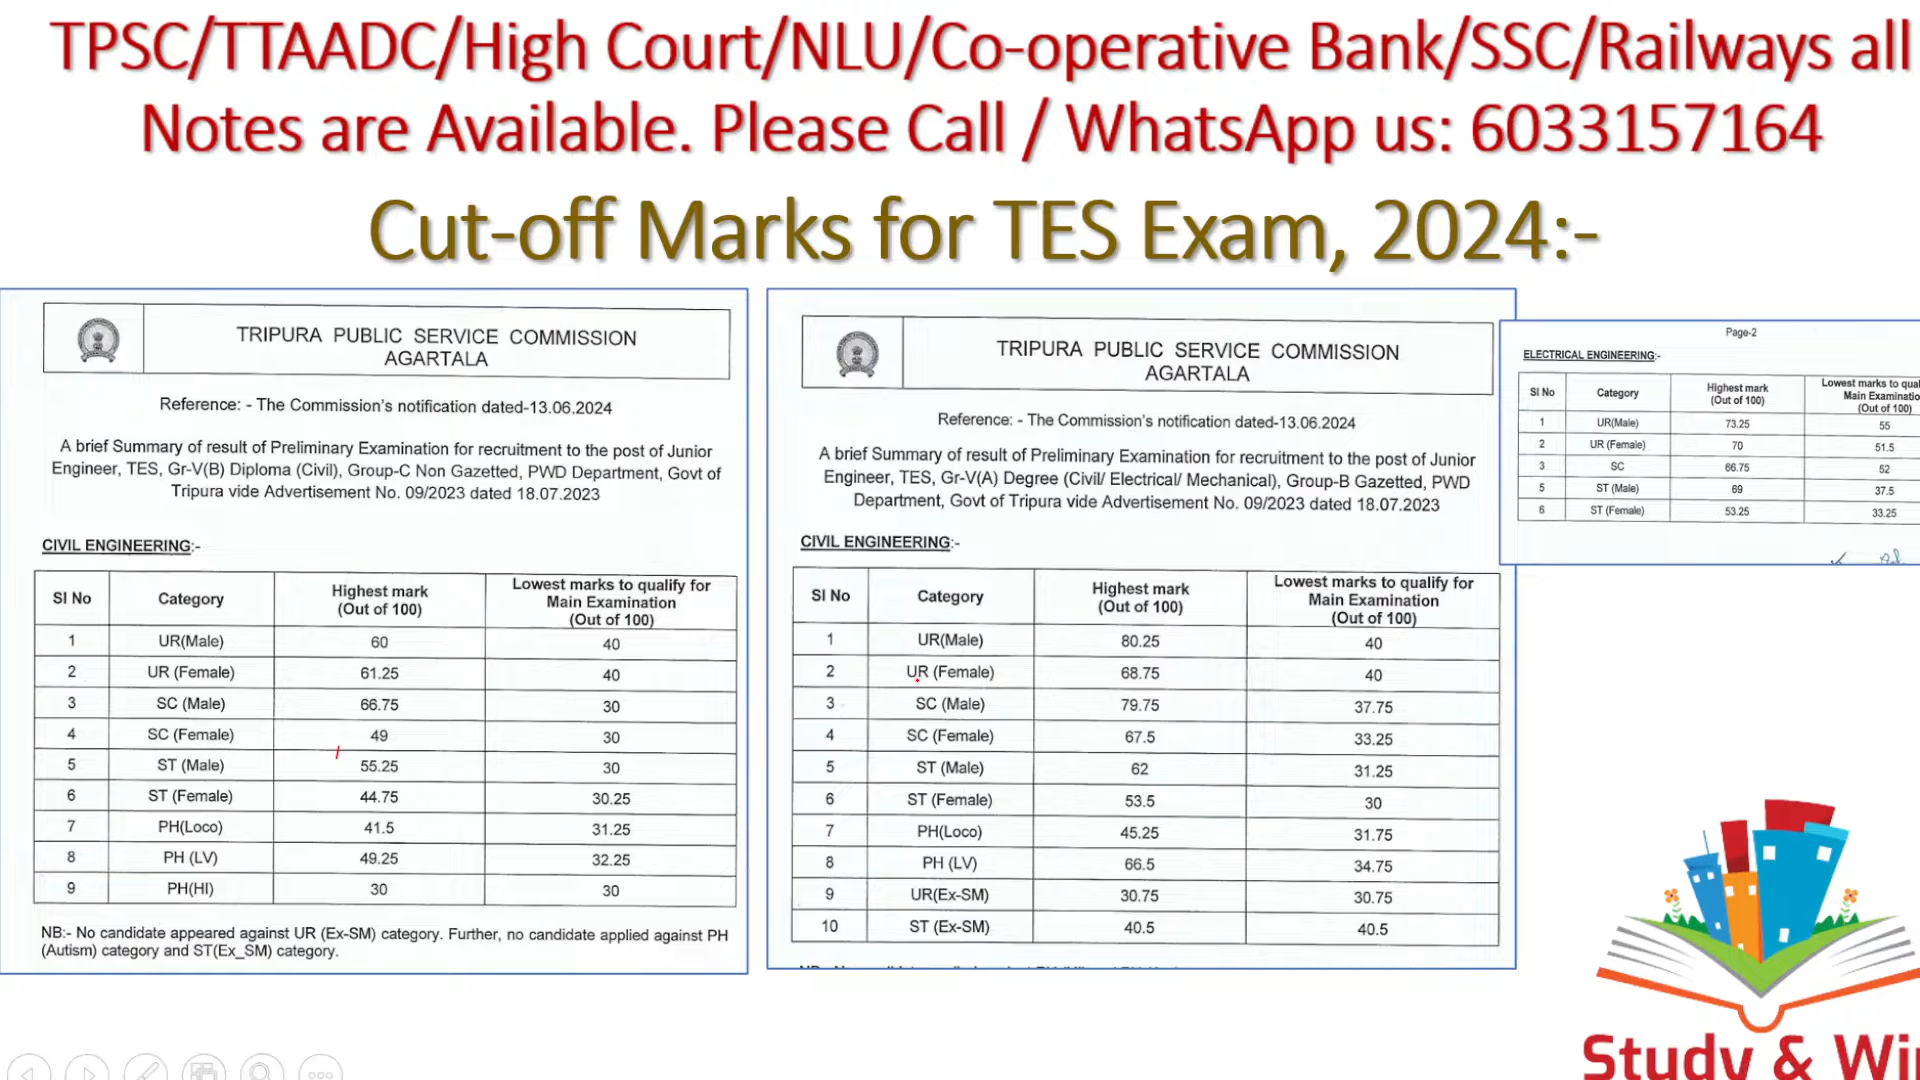 TPSC/TTAADC/High Court/NLU/Co-operative Bank/SSC/Railways all
Notes are Available. Please Call / WhatsApp us: 6033157164
Cut-off Marks for TES Exam, 2024:-
TRIPURA PUBLIC SERVICE COMMISSION
AGARTALA
Reference: - The Commission's notification dated-13.06.2024
A brief Summary of result of Preliminary Examination for recruitment to the post of Junior
Engineer, TES, Gr-V(B) Diploma (Civil), Group-C Non Gazetted, PWD Department, Govt of
Tripura vide Advertisement No. 09/2023 dated 18.07.2023
CIVIL ENGINEERING:-
SI No Category Highest mark (Out of 100) Lowest marks to qualify for Main Examination (Out of 100)
1 UR(Male) 60 40
2 UR (Female) 61.25 40
3 SC (Male) 66.75 30
4 SC (Female) 49 30
5 ST (Male) 55.25 30
6 ST (Female) 44.75 30.25
7 PH(Loco) 41.5 31.25
8 PH (LV) 49.25 32.25
9 PH(HI) 30 30
NB:- No candidate appeared against UR (Ex-SM) category. Further, no candidate applied against PH
(Autism) category and ST(Ex_SM) category.
TRIPURA PUBLIC SERVICE COMMISSION
AGARTALA
Reference: - The Commission's notification dated-13.06.2024
A brief Summary of result of Preliminary Examination for recruitment to the post of Junior
Engineer, TES, Gr-V(A) Degree (Civil/ Electrical/ Mechanical), Group-B Gazetted, PWD
Department, Govt of Tripura vide Advertisement No. 09/2023 dated 18.07.2023
CIVIL ENGINEERING:-
SI No Category Highest mark (Out of 100) Lowest marks to qualify for Main Examination (Out of 100)
1 UR(Male) 80.25 40
2 UR (Female) 68.75 40
3 SC (Male) 79.75 37.75
4 SC (Female) 67.5 33.25
5 ST (Male) 62 31.25
6 ST (Female) 53.5 30
7 PH(Loco) 45.25 31.75
8 PH (LV) 66.5 34.75
9 UR(Ex-SM) 30.75 30.75
10 ST (Ex-SM) 40.5 40.5
Page-2
ELECTRICAL ENGINEERING:-
SI No Category Highest mark (Out of 100) Lowest marks to qual Main Examinatio (Out of 100)
1 UR(Male) 73.25 55
2 UR (Female) 70 51.5
3 SC 66.75 52
5 ST (Male) 69 37.5
6 ST (Female) 53.25 33.25
Study & Wi